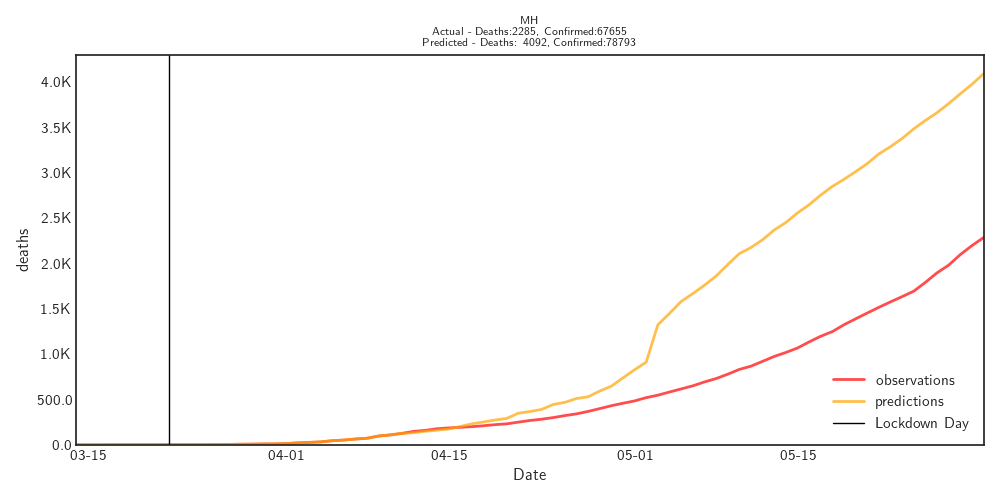 MH
Actual - Deaths:2285, Confirmed:67655
Predicted - Deaths: 4092, Confirmed:78793
4.0K
3.5K
3.0K
2.5K
2.0K
1.5K
1.0K
500.0
0.0
deaths
observations
predictions
Lockdown Day
03-15
04-01
04-15
05-01
05-15
Date